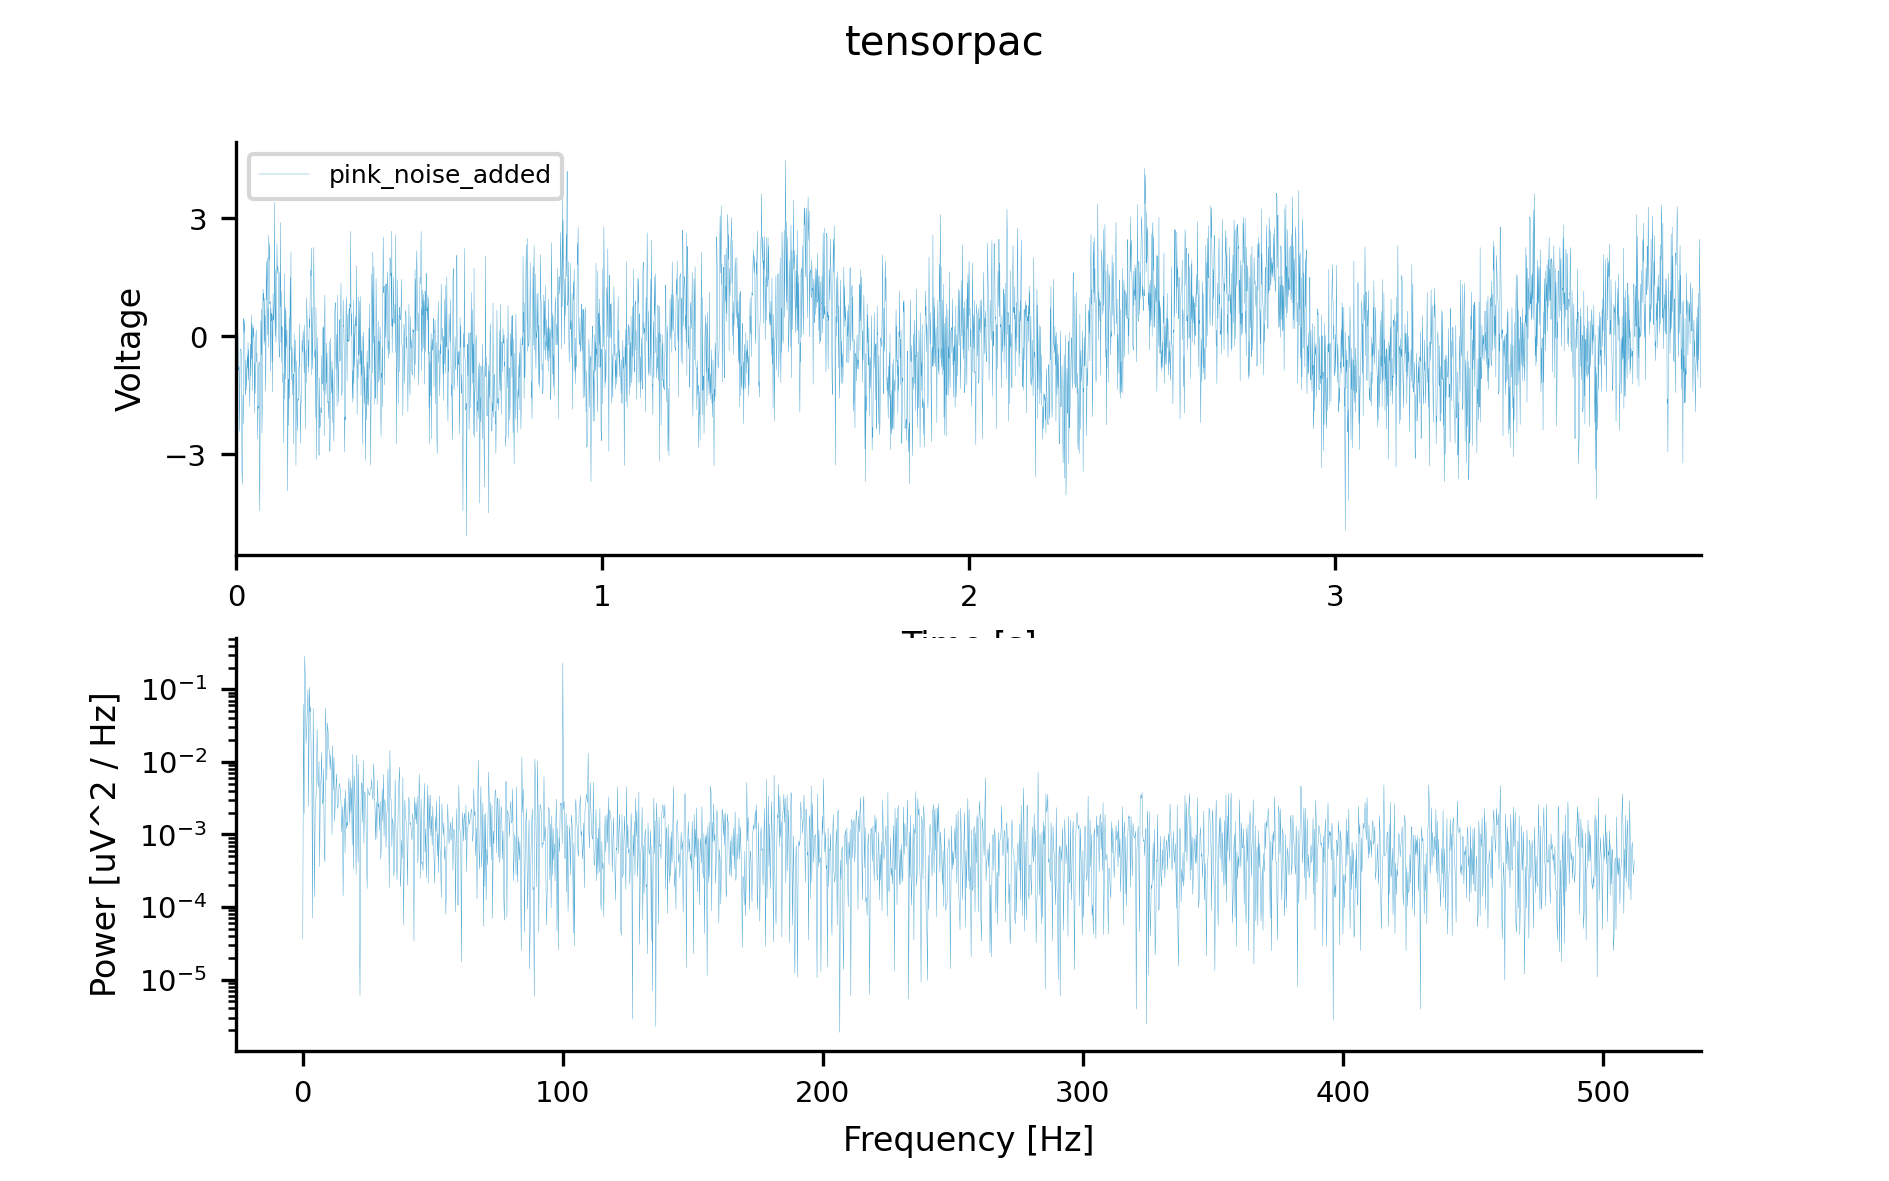 tensorpac
pink_noise_added
Voltage
3
0
−3
0 1 2 3
Time [s]
Power [uV^2 / Hz]
10⁻¹
10⁻²
10⁻³
10⁻⁴
10⁻⁵
0 100 200 300 400 500
Frequency [Hz]